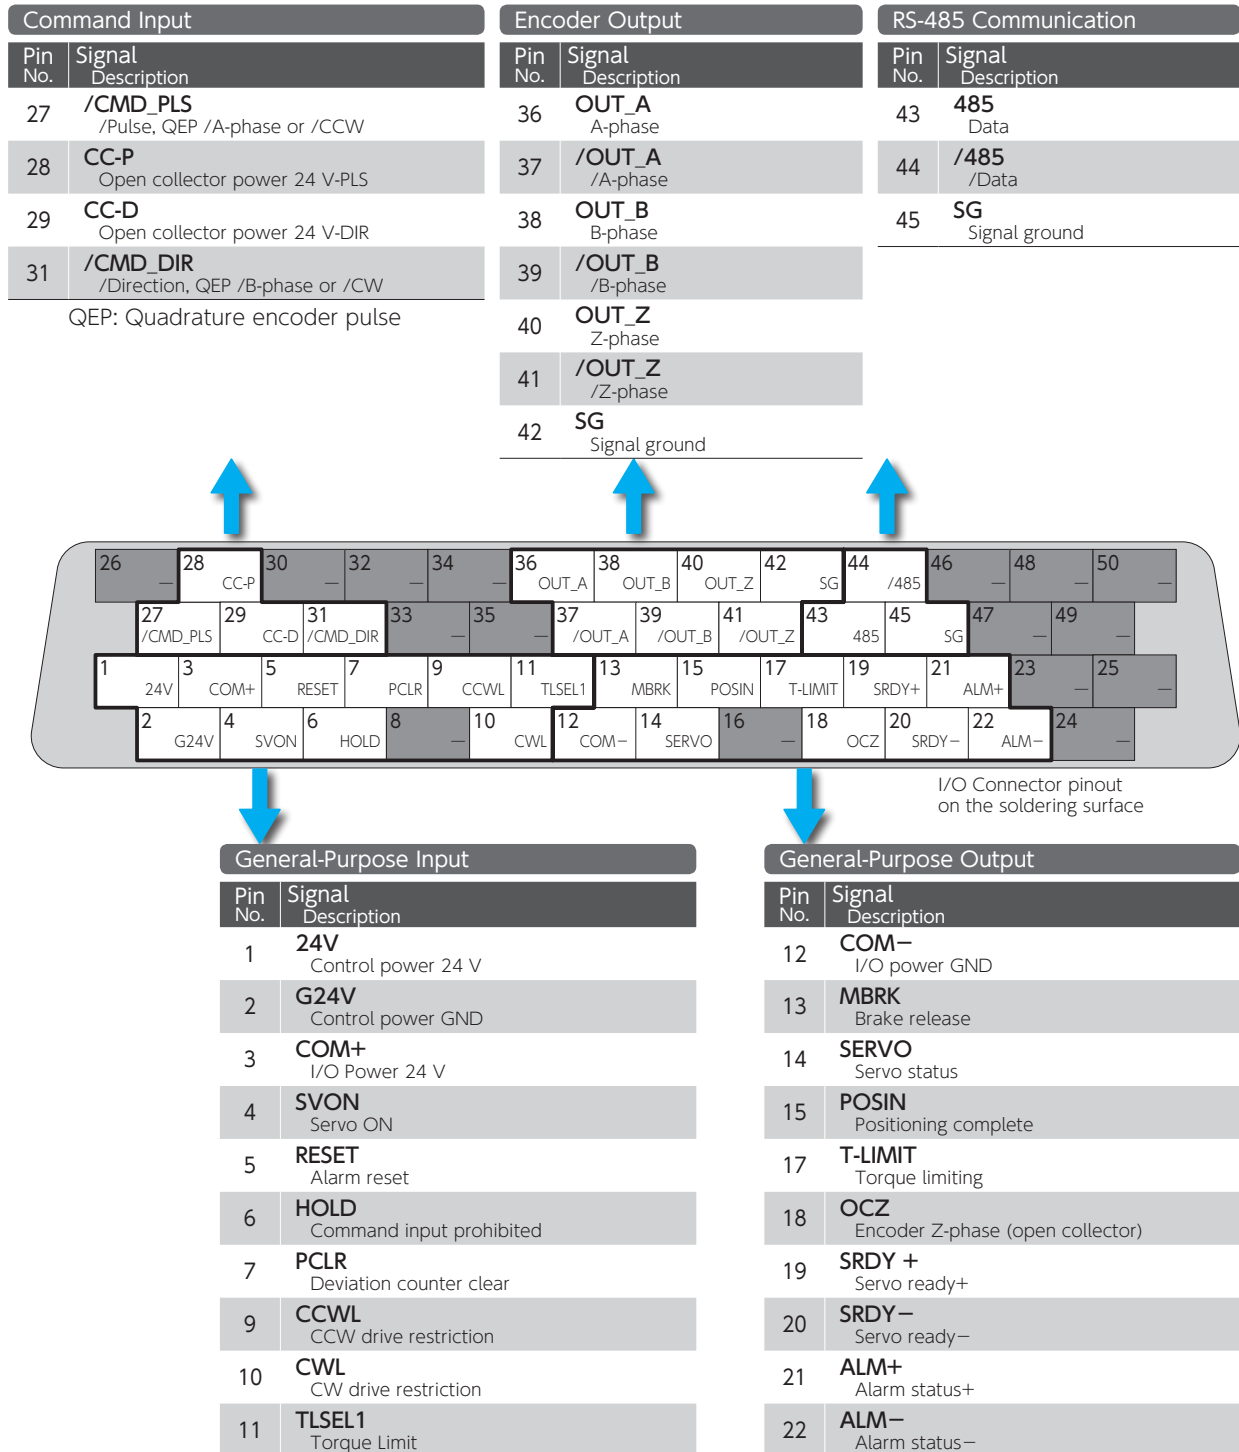 Command Input
Pin No. Signal Description
27 /CMD_PLS
/Pulse, QEP /A-phase or /CCW
28 CC-P
Open collector power 24 V-PLS
29 CC-D
Open collector power 24 V-DIR
31 /CMD_DIR
/Direction, QEP /B-phase or /CW
QEP: Quadrature encoder pulse
Encoder Output
Pin No. Signal Description
36 OUT_A
A-phase
37 /OUT_A
/A-phase
38 OUT_B
B-phase
39 /OUT_B
/B-phase
40 OUT_Z
Z-phase
41 /OUT_Z
/Z-phase
42 SG
Signal ground
RS-485 Communication
Pin No. Signal Description
43 485
Data
44 /485
/Data
45 SG
Signal ground
26 — 28 CC-P 30 — 32 — 34 — 36 OUT_A 38 OUT_B 40 OUT_Z 42 SG 44 /485 46 — 48 — 50 —
27 /CMD_PLS 29 CC-D 31 /CMD_DIR 33 — 35 — 37 /OUT_A 39 /OUT_B 41 /OUT_Z 43 485 45 SG 47 — 49 —
1 24V 3 COM+ 5 RESET 7 PCLR 9 CCWL 11 TLSEL1 13 MBRK 15 POSIN 17 T-LIMIT 19 SRDY+ 21 ALM+ 23 — 25 —
2 G24V 4 SVON 6 HOLD 8 — 10 CWL 12 COM− 14 SERVO 16 — 18 OCZ 20 SRDY− 22 ALM− 24 —
I/O Connector pinout
on the soldering surface
General-Purpose Input
Pin No. Signal Description
1 24V
Control power 24 V
2 G24V
Control power GND
3 COM+
I/O Power 24 V
4 SVON
Servo ON
5 RESET
Alarm reset
6 HOLD
Command input prohibited
7 PCLR
Deviation counter clear
9 CCWL
CCW drive restriction
10 CWL
CW drive restriction
11 TLSEL1
Torque Limit
General-Purpose Output
Pin No. Signal Description
12 COM−
I/O power GND
13 MBRK
Brake release
14 SERVO
Servo status
15 POSIN
Positioning complete
17 T-LIMIT
Torque limiting
18 OCZ
Encoder Z-phase (open collector)
19 SRDY +
Servo ready+
20 SRDY−
Servo ready−
21 ALM+
Alarm status+
22 ALM−
Alarm status−